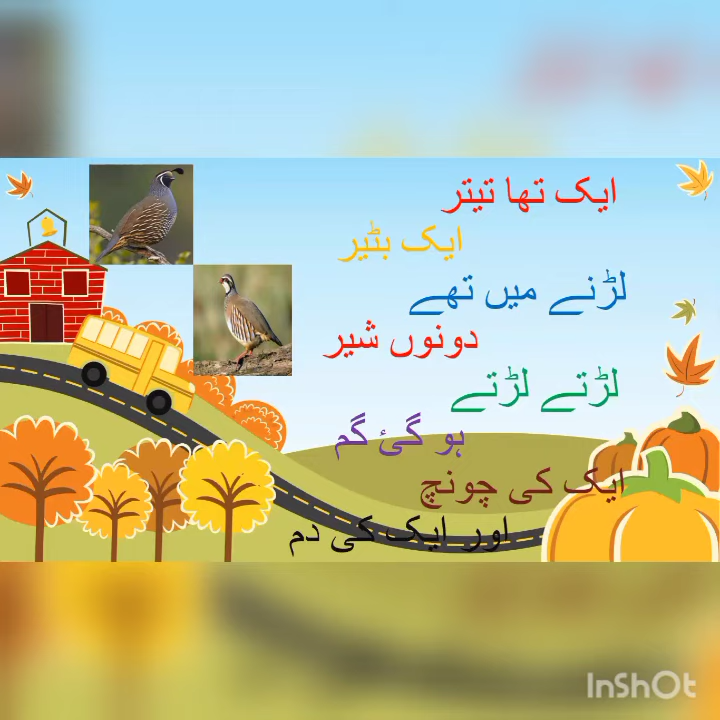 ایک تھا تیتر
ایک بٹیر
لڑنے میں تھے
دونوں شیر
لڑتے لڑتے
ہو گئ گم
ایک کی چونچ
اور ایک کی دم
InShOt